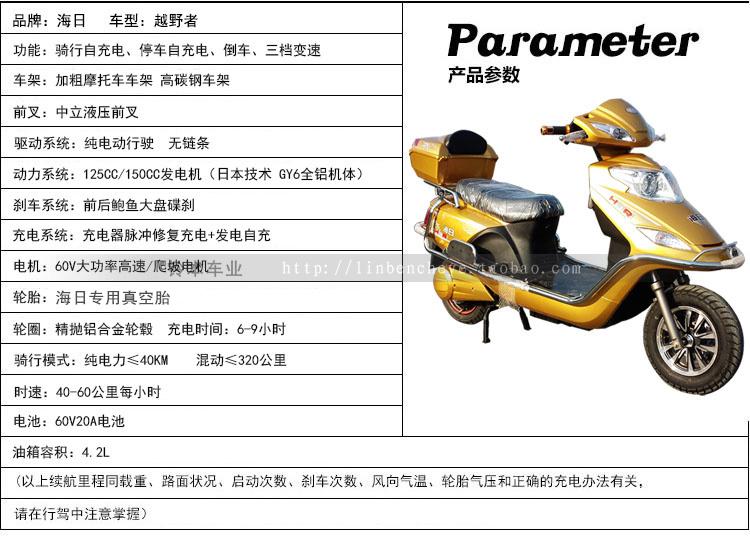 品牌：海日 车型：越野者
Parameter
产品参数
功能：骑行自充电、停车自充电、倒车、三档变速
车架：加粗摩托车车架 高碳钢车架
前叉：中立液压前叉
驱动系统：纯电动行驶 无链条
动力系统：125CC/150CC发电机（日本技术 GY6全铝机体）
刹车系统：前后鲍鱼大盘碟刹
充电系统：充电器脉冲修复充电+发电自充
电机：60V大功率高速/爬坡电机
车业 http://linbencheye.taobao.com
轮胎：海日专用真空胎
轮圈：精抛铝合金轮毂 充电时间：6-9小时
骑行模式：纯电力≤40KM 混动≤320公里
时速：40-60公里每小时
电池：60V20A电池
油箱容积：4.2L
(以上续航里程同载重、路面状况、启动次数、刹车次数、风向气温、轮胎气压和正确的充电办法有关，
请在行驾中注意掌握）